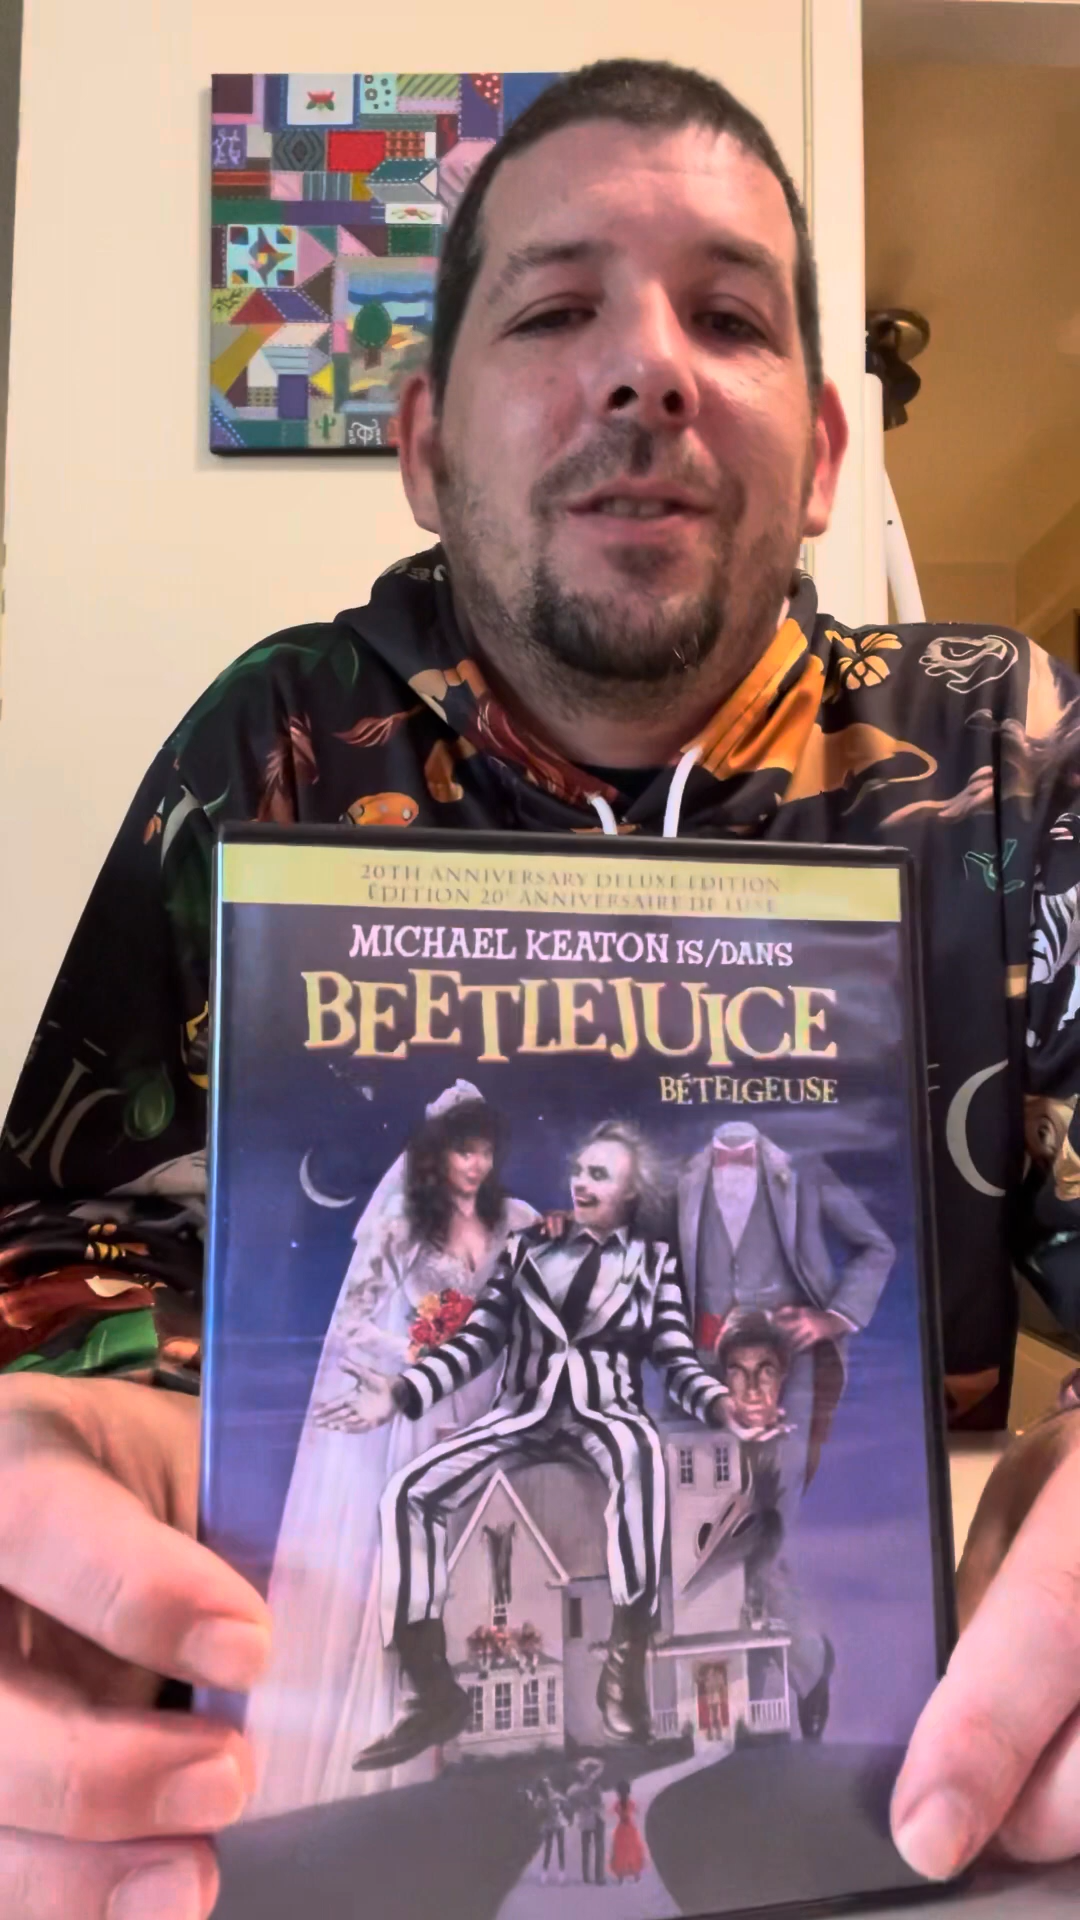 20TH ANNIVERSARY DELUXE EDITION
ÉDITION 20E ANNIVERSAIRE DE LUXE
MICHAEL KEATON IS/DANS
BEETLEJUICE
BÉTELGEUSE